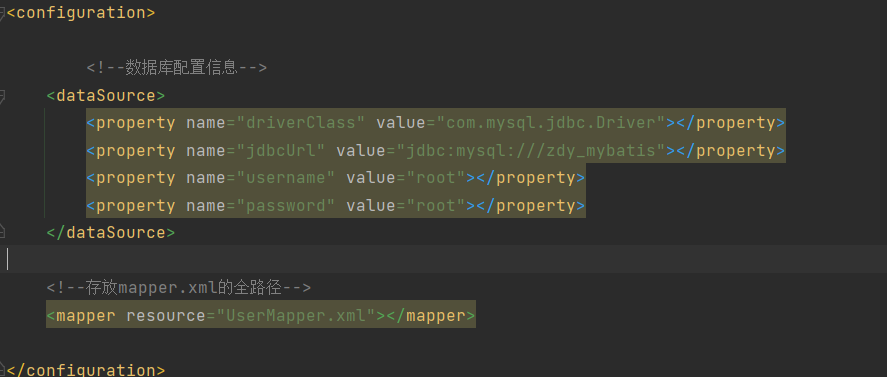 <configuration>
<!--数据库配置信息-->
<dataSource>
<property name="driverClass" value="com.mysql.jdbc.Driver"></property>
<property name="jdbcUrl" value="jdbc:mysql:///zdy_mybatis"></property>
<property name="username" value="root"></property>
<property name="password" value="root"></property>
</dataSource>
<!--存放mapper.xml的全路径-->
<mapper resource="UserMapper.xml"></mapper>
</configuration>